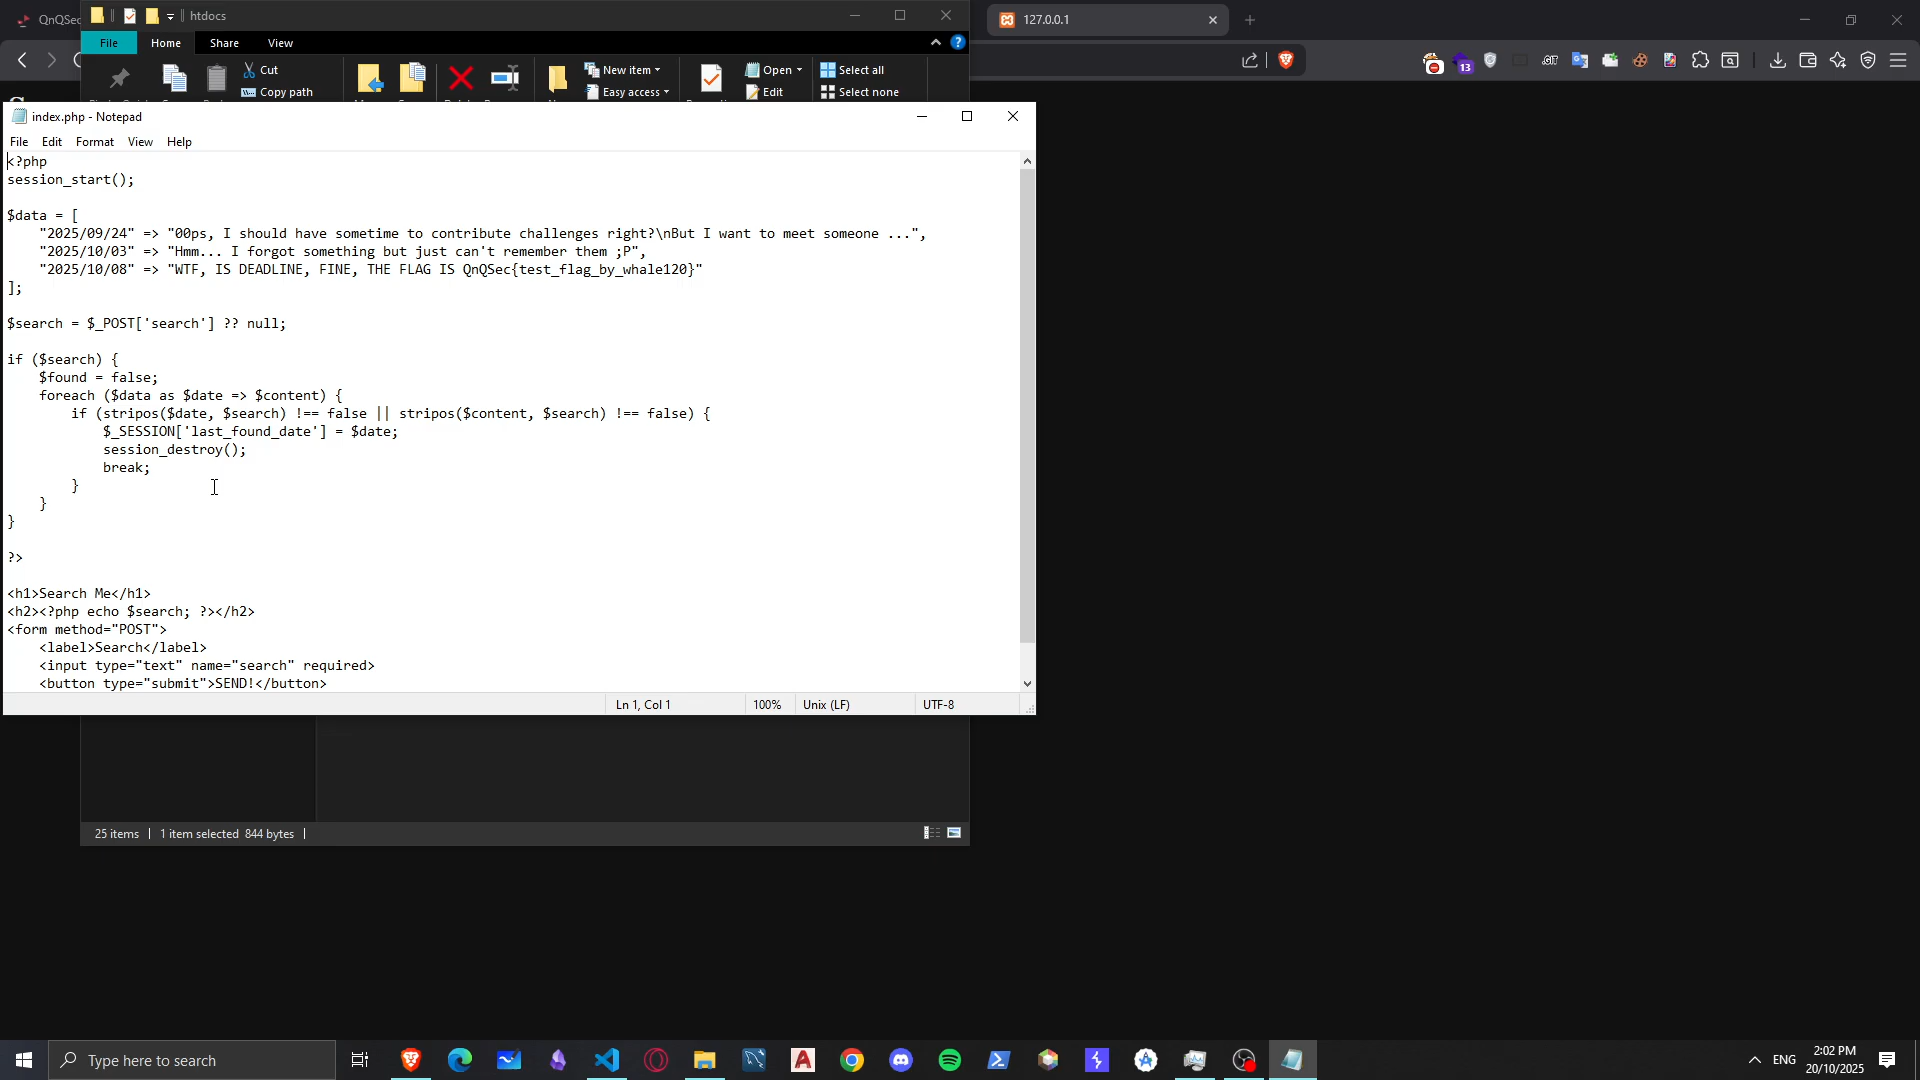 QnQSec
htdocs
127.0.0.1
File
Home
Share
View
Cut
New item
Open
Select all
13
.GIT
Copy path
Easy access
Edit
Select none
index.php - Notepad
File Edit Format View Help
<?php
session_start();
$data = [
"2025/09/24" => "00ps, I should have sometime to contribute challenges right?\nBut I want to meet someone ...",
"2025/10/03" => "Hmm... I forgot something but just can't remember them ;P",
"2025/10/08" => "WTF, IS DEADLINE, FINE, THE FLAG IS QnQSec{test_flag_by_whale120}"
];
$search = $_POST['search'] ?? null;
if ($search) {
$found = false;
foreach ($data as $date => $content) {
if (stripos($date, $search) !== false || stripos($content, $search) !== false) {
$_SESSION['last_found_date'] = $date;
session_destroy();
break;
}
}
}
?>
<h1>Search Me</h1>
<h2><?php echo $search; ?></h2>
<form method="POST">
<label>Search</label>
<input type="text" name="search" required>
<button type="submit">SEND!</button>
Ln 1, Col 1
100%
Unix (LF)
UTF-8
25 items
1 item selected 844 bytes
Type here to search
ENG
2:02 PM
20/10/2025